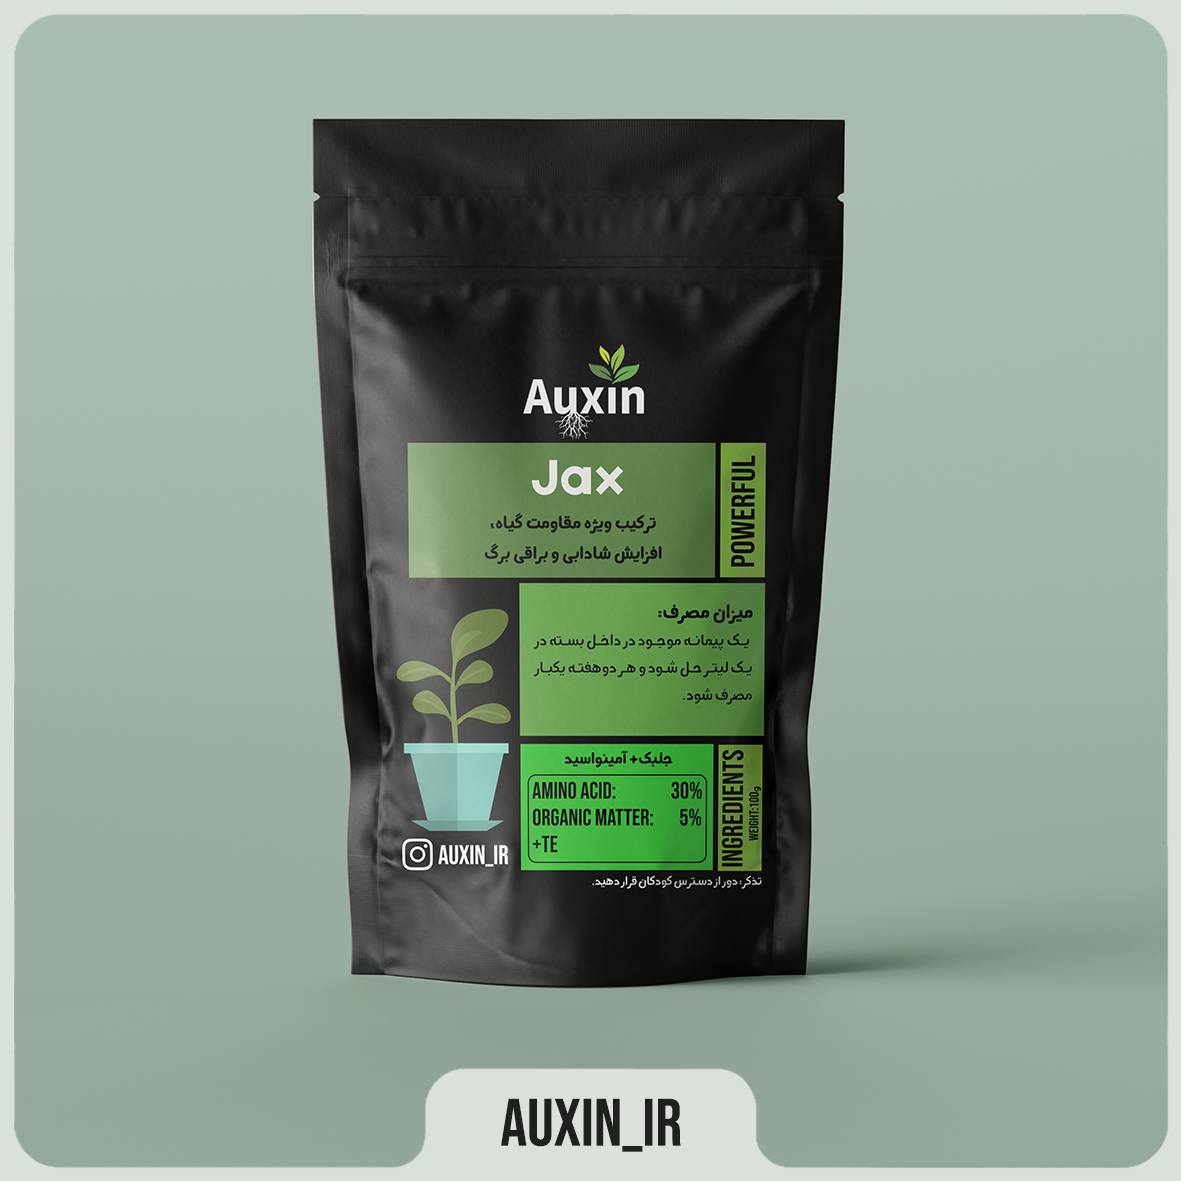 Auxin
Jax
ترکیب ویژه مقاومت گیاه،
افزایش شادابی و براقی برگ
POWERFUL
میزان مصرف:
یک پیمانه موجود در داخل بسته در
یک لیتر حل شود و هر دو هفته یکبار
مصرف شود.
جلبک + آمینواسید
AMINO ACID: 30%
ORGANIC MATTER: 5%
+TE
INGREDIENTS
WEIGHT:100g
AUXIN_IR
تذکر: دور از دسترس کودکان قرار دهید.
AUXIN_IR